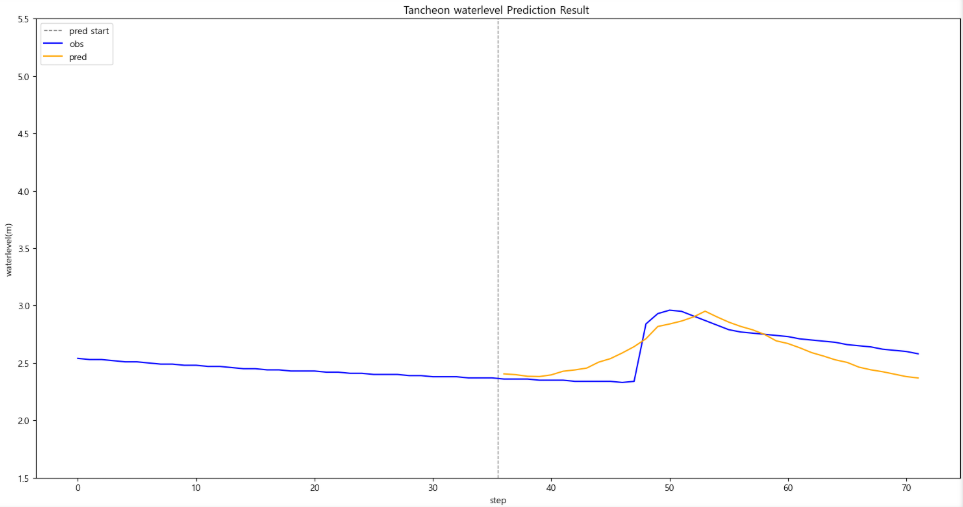 Tancheon waterlevel Prediction Result
pred start
obs
pred
5.5
5.0
4.5
4.0
3.5
3.0
2.5
2.0
1.5
waterlevel(m)
0 10 20 30 40 50 60 70
step